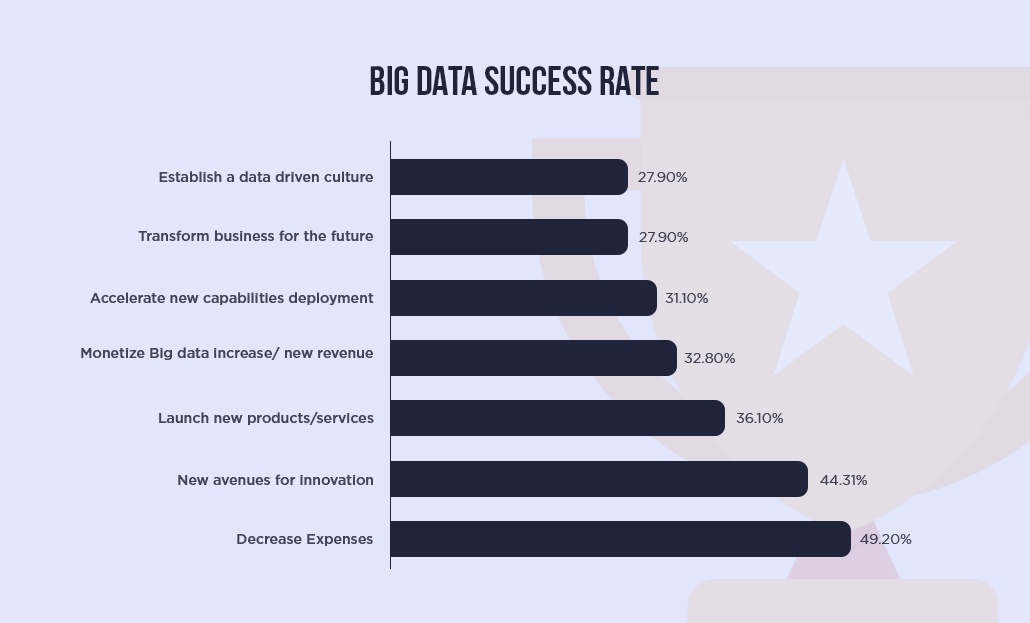 BIG DATA SUCCESS RATE
Establish a data driven culture 27.90%
Transform business for the future 27.90%
Accelerate new capabilities deployment 31.10%
Monetize Big data increase/ new revenue 32.80%
Launch new products/services 36.10%
New avenues for innovation 44.31%
Decrease Expenses 49.20%